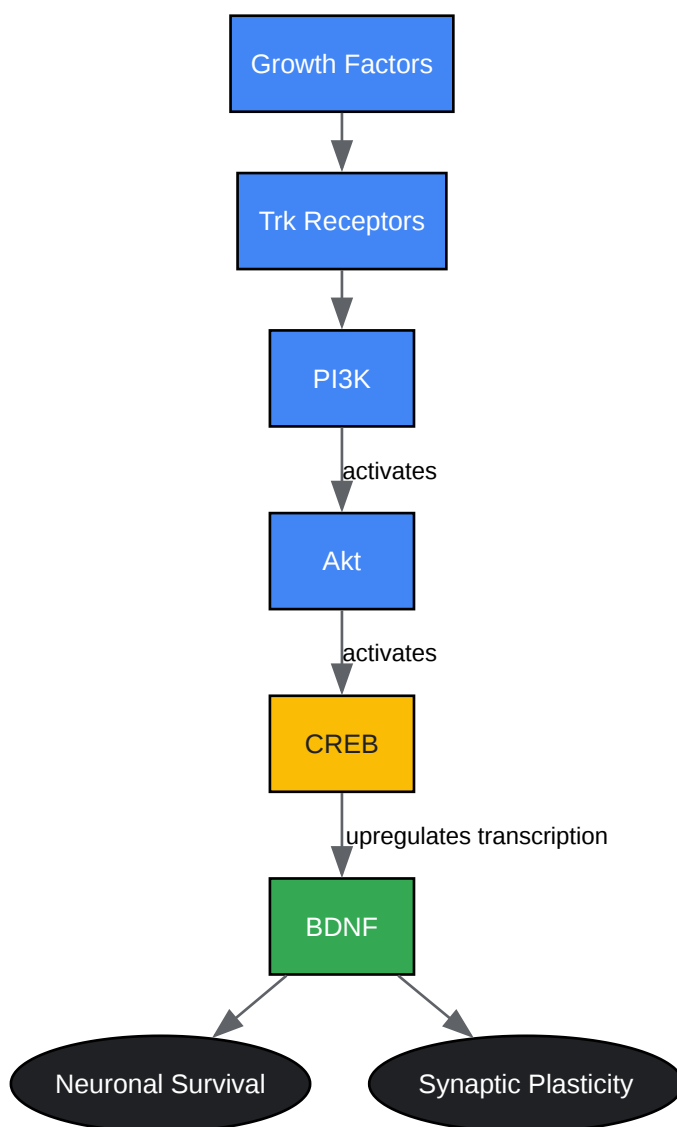 Growth Factors
Trk Receptors
PI3K
activates
Akt
activates
CREB
upregulates transcription
BDNF
Neuronal Survival
Synaptic Plasticity